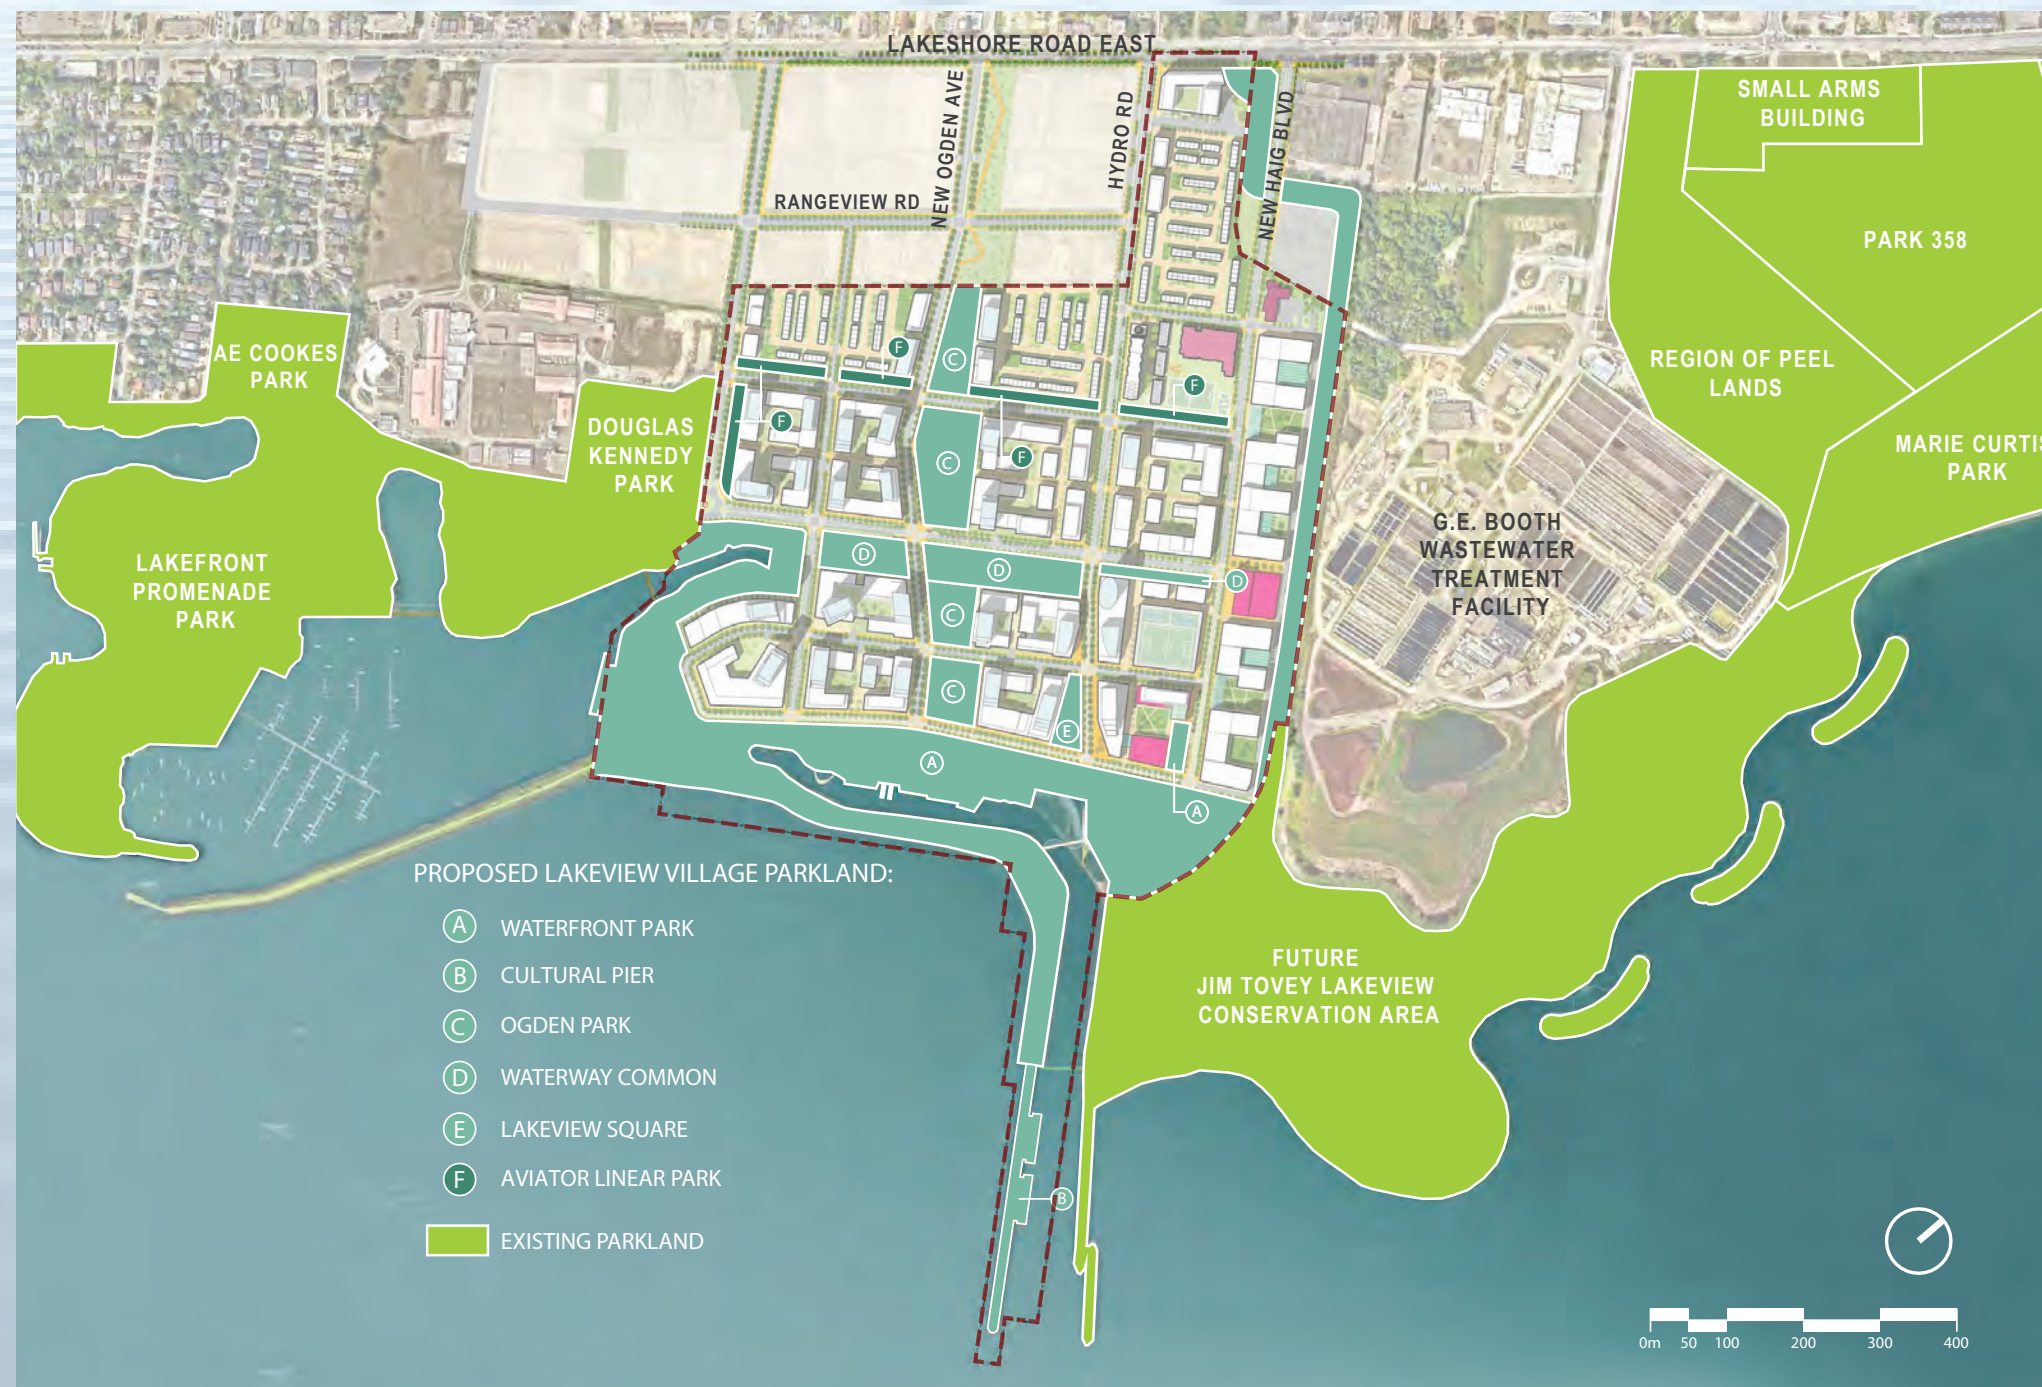 LAKESHORE ROAD EAST
NEW OGDEN AVE
HYDRO RD
NEW HAIG BLVD
RANGEVIEW RD
SMALL ARMS
BUILDING
PARK 358
REGION OF PEEL
LANDS
MARIE CURTIS
PARK
AE COOKES
PARK
DOUGLAS
KENNEDY
PARK
LAKEFRONT
PROMENADE
PARK
G.E. BOOTH
WASTEWATER
TREATMENT
FACILITY
F
C
F
F
C
F
D
D
D
C
C
E
A
A
B
FUTURE
JIM TOVEY LAKEVIEW
CONSERVATION AREA
PROPOSED LAKEVIEW VILLAGE PARKLAND:
A WATERFRONT PARK
B CULTURAL PIER
C OGDEN PARK
D WATERWAY COMMON
E LAKEVIEW SQUARE
F AVIATOR LINEAR PARK
EXISTING PARKLAND
0m 50 100 200 300 400